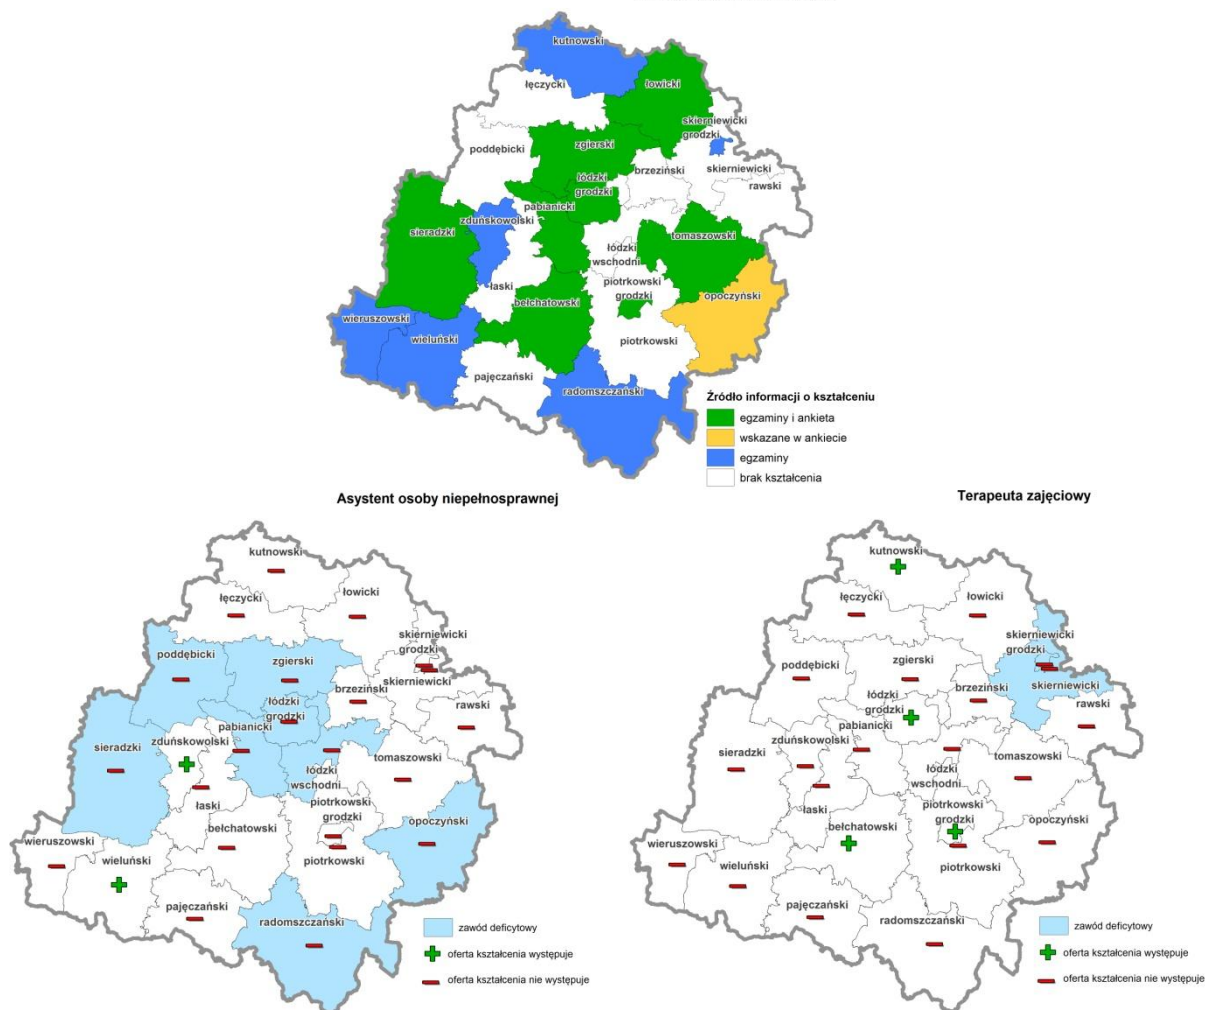 kutnowski
łęczycki
łowicki
skierniewicki
grodzki
poddębicki
zgierski
brzeziński
skierniewicki
rawski
łódzki
grodzki
pabianicki
zduńskowolski
sieradzki
tomaszowski
łódzki
wschodni
łaski
piotrkowski
grodzki
opoczyński
bełchatowski
wieruszowski
wieluński
piotrkowski
pajęczański
radomszczański
Źródło informacji o kształceniu
egzaminy i ankieta
wskazane w ankiecie
egzaminy
brak kształcenia
Asystent osoby niepełnosprawnej
kutnowski
łęczycki
łowicki
skierniewicki
grodzki
poddębicki
zgierski
skierniewicki
brzeziński
łódzki
grodzki
rawski
pabianicki
zduńskowolski
sieradzki
tomaszowski
łódzki
wschodni
łaski
piotrkowski
grodzki
opoczyński
bełchatowski
wieruszowski
wieluński
piotrkowski
pajęczański
radomszczański
zawód deficytowy
oferta kształcenia występuje
oferta kształcenia nie występuje
Terapeuta zajęciowy
kutnowski
łęczycki
łowicki
skierniewicki
grodzki
poddębicki
zgierski
brzeziński
skierniewicki
łódzki
grodzki
rawski
pabianicki
zduńskowolski
sieradzki
tomaszowski
łódzki
wschodni
łaski
piotrkowski
grodzki
opoczyński
bełchatowski
wieruszowski
wieluński
piotrkowski
pajęczański
radomszczański
zawód deficytowy
oferta kształcenia występuje
oferta kształcenia nie występuje